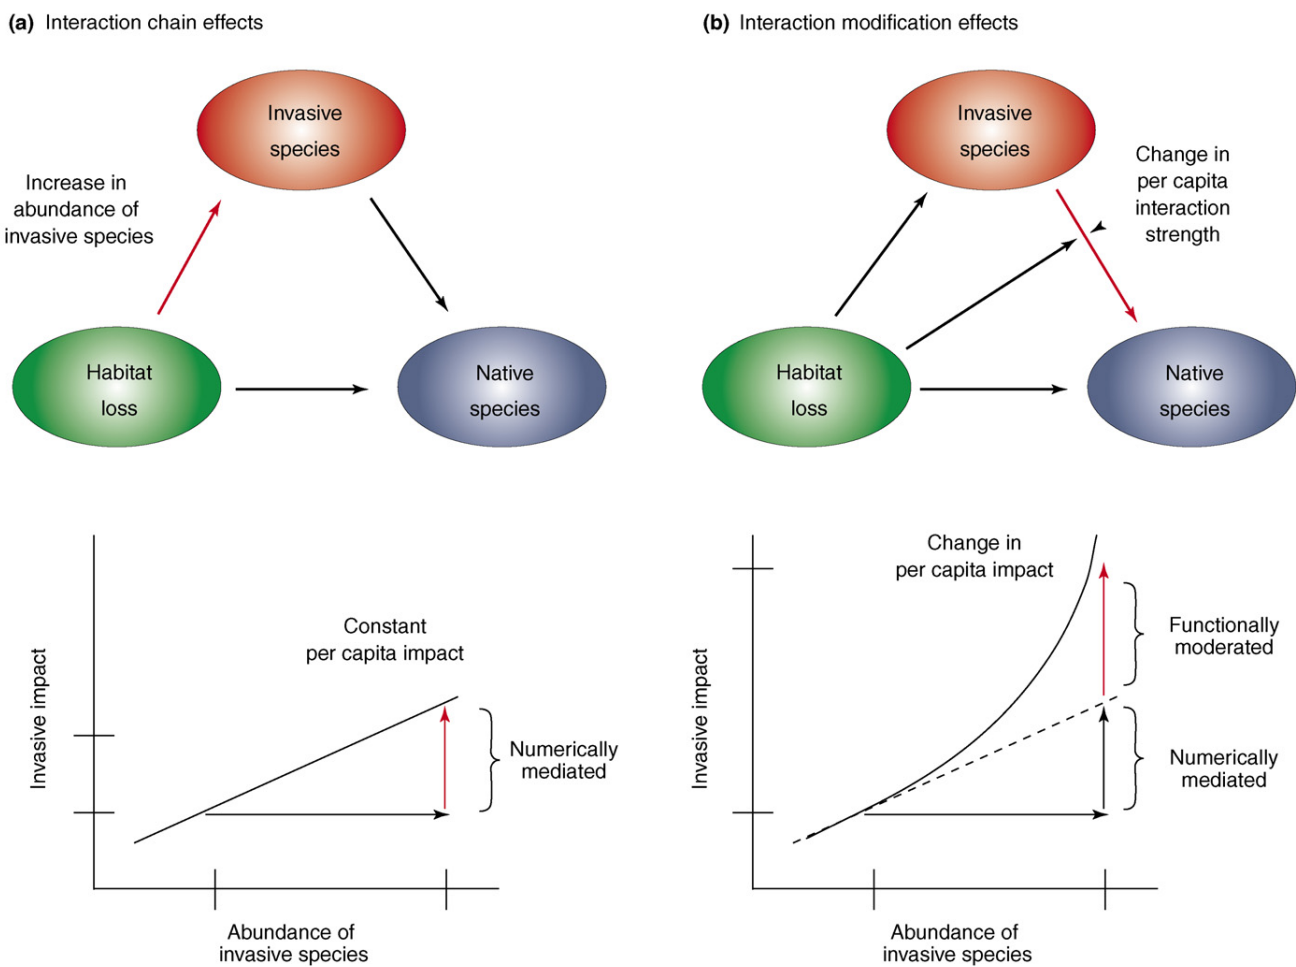 (a) Interaction chain effects
Invasive
species
Increase in
abundance of
invasive species
Habitat
loss
Native
species
Invasive impact
Constant
per capita impact
Numerically
mediated
Abundance of
invasive species
(b) Interaction modification effects
Invasive
species
Change in
per capita
interaction
strength
Habitat
loss
Native
species
Invasive impact
Change in
per capita impact
Functionally
moderated
Numerically
mediated
Abundance of
invasive species